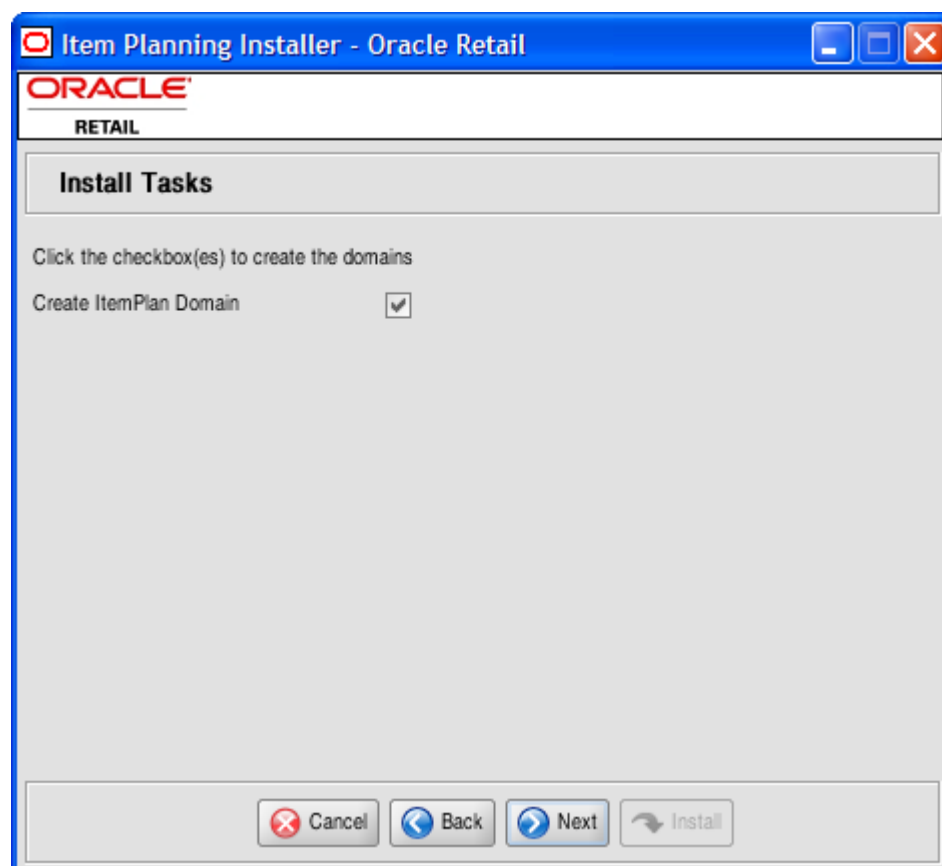 Item Planning Installer - Oracle Retail
ORACLE
RETAIL
Install Tasks
Click the checkbox(es) to create the domains
Create ItemPlan Domain
Cancel Back Next Install